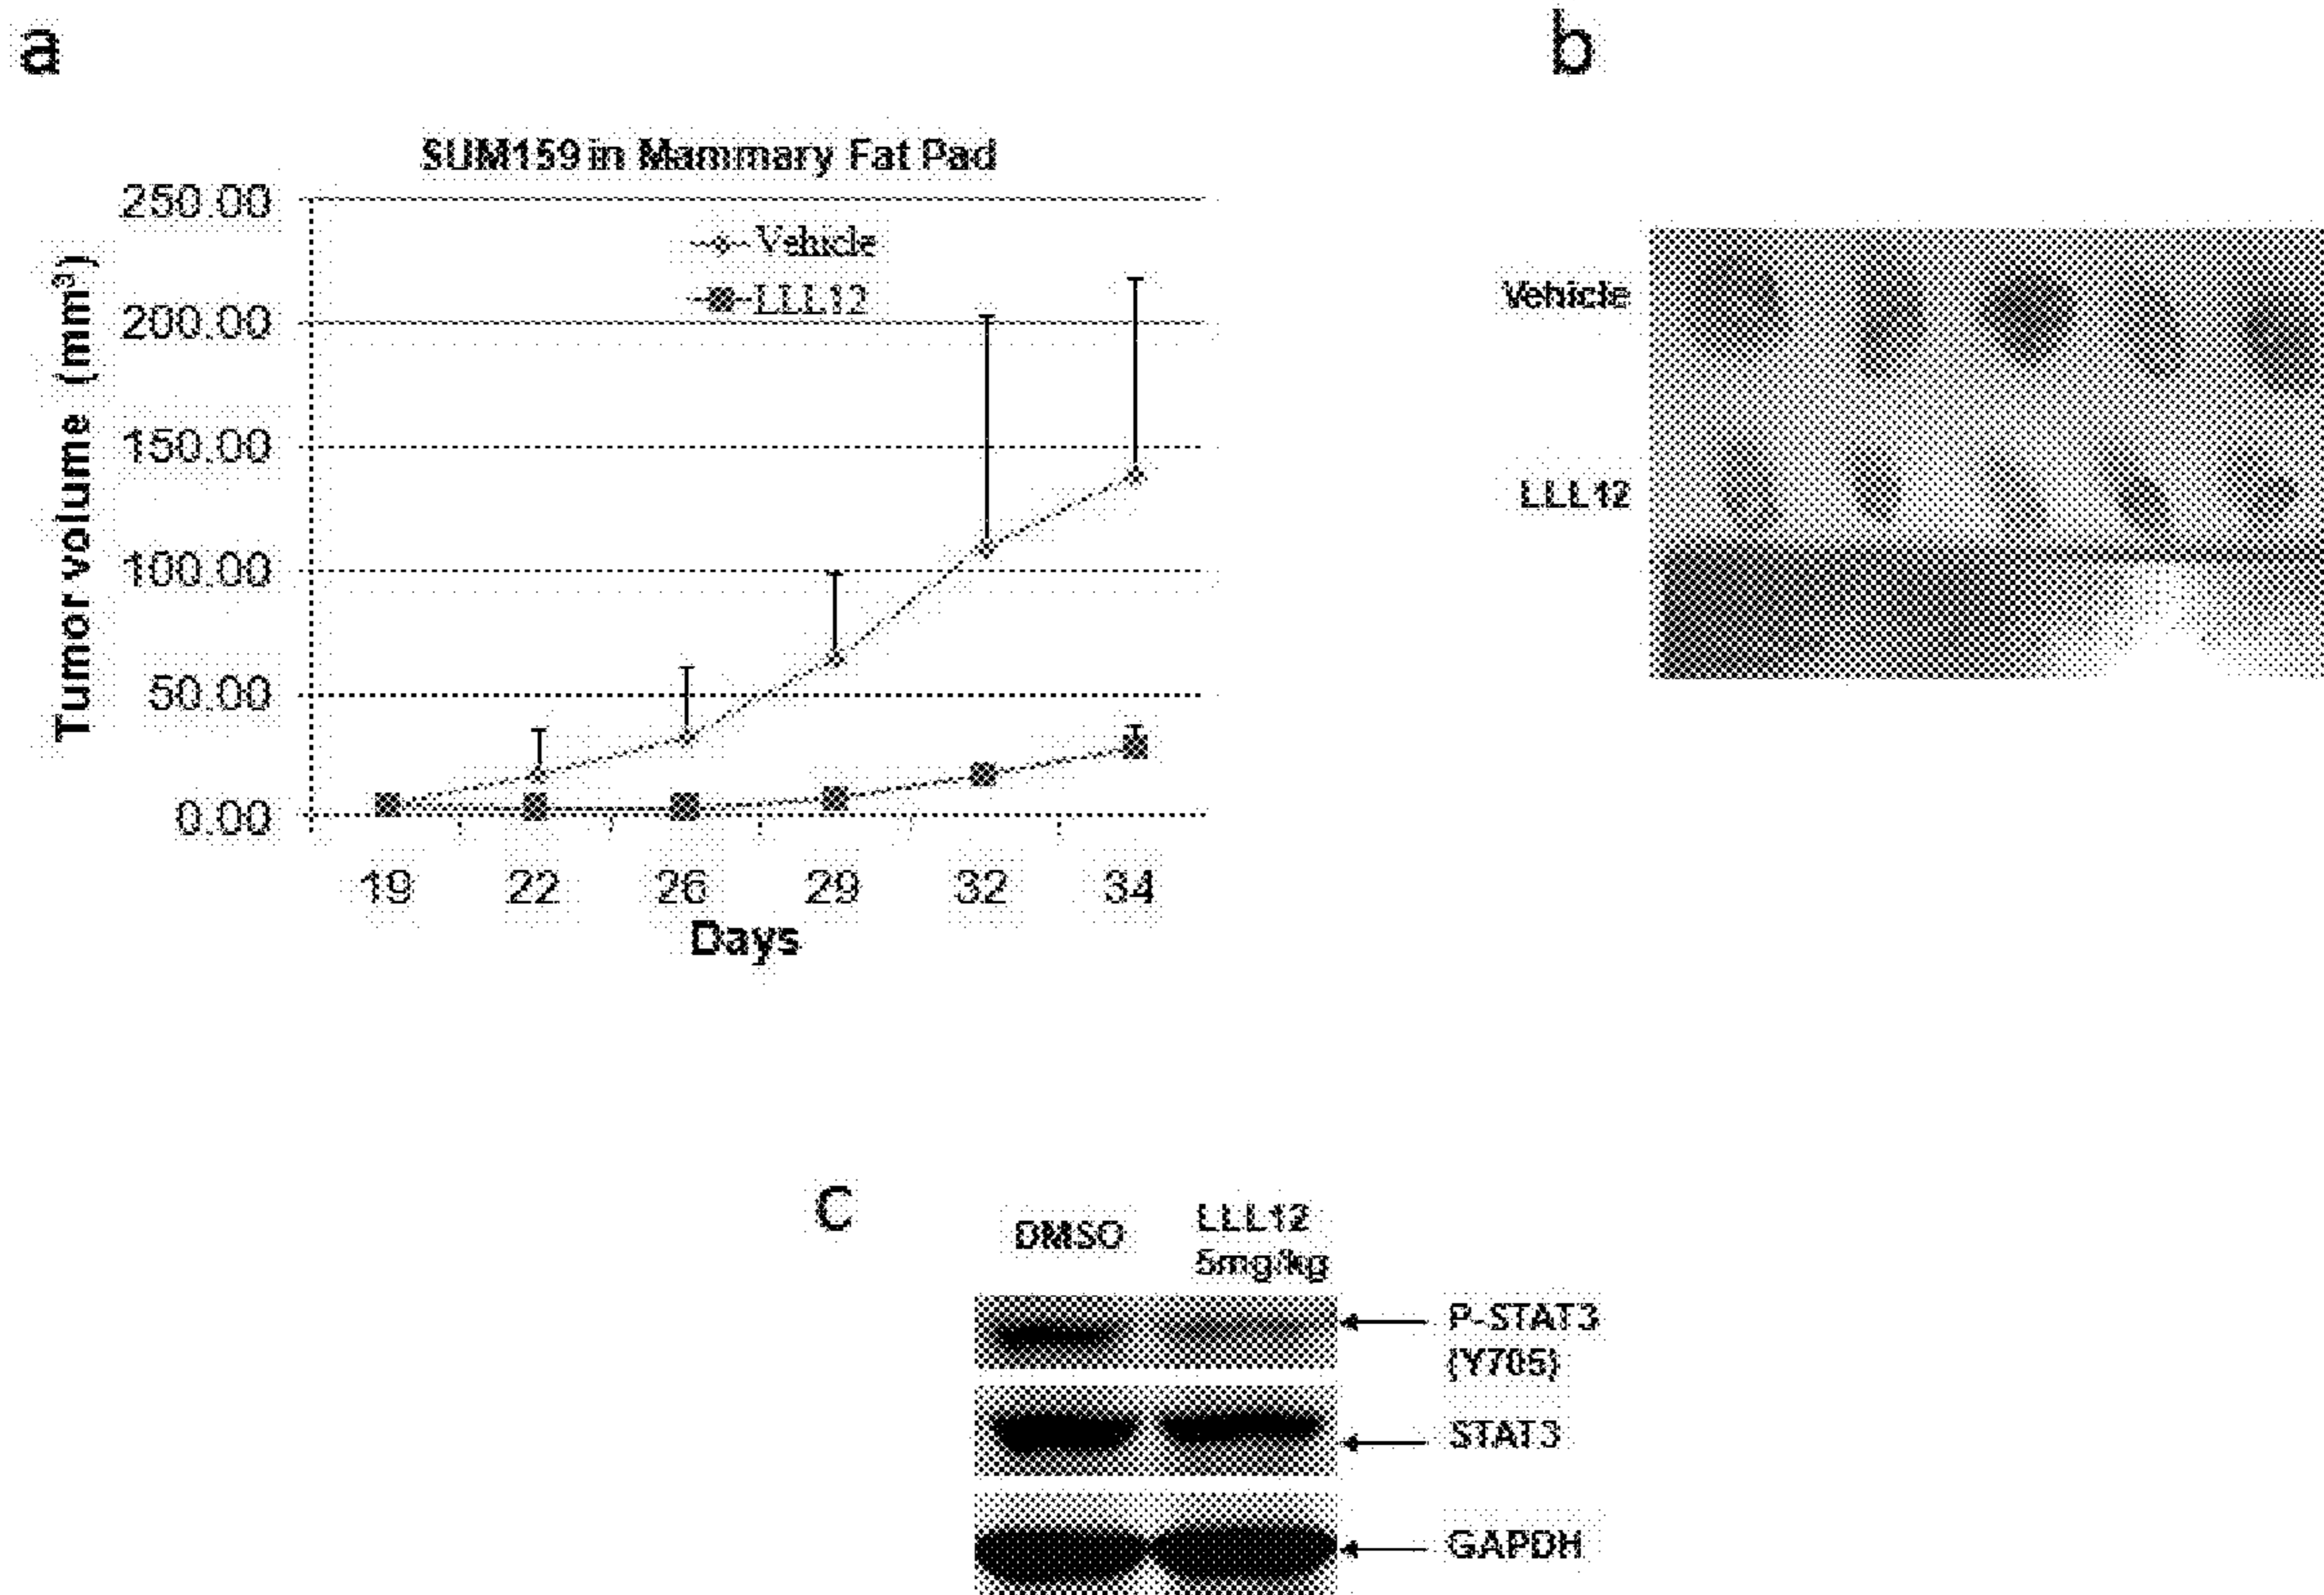 a
SUM159 in Mammary Fat Pad
Tumor volume (mm³)
250.00
200.00
150.00
100.00
50.00
0.00
Vehicle
LLL12
19 22 26 29 32 34
Days
b
Vehicle
LLL12
c
DMSO
LLL12
5mg/kg
P-STAT3
(Y705)
STAT3
GAPDH